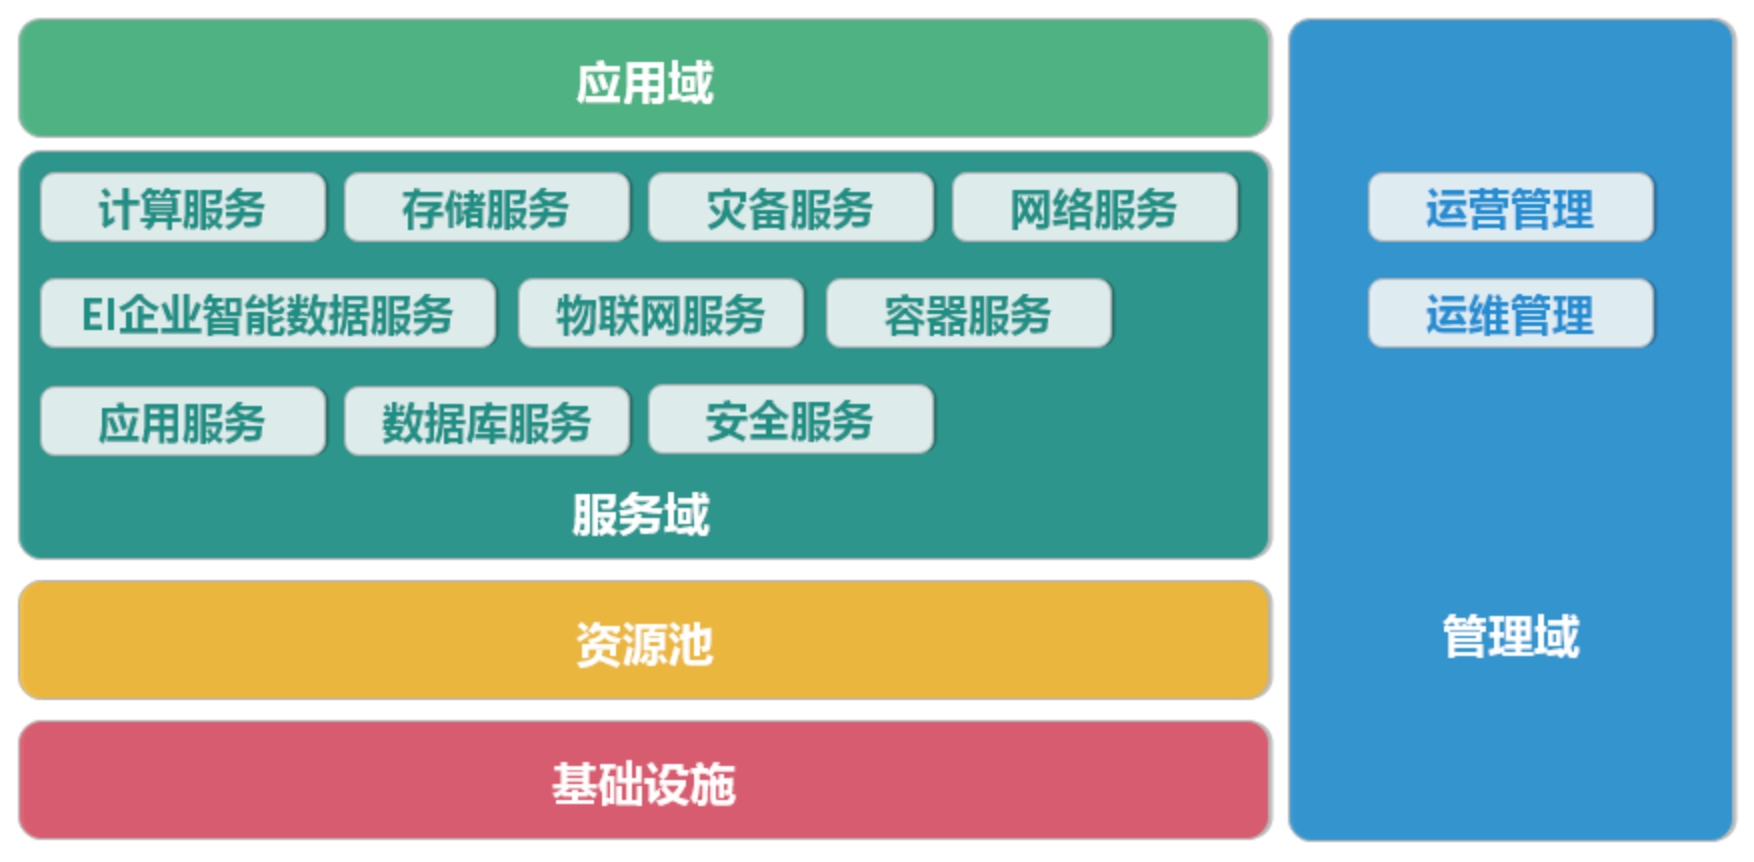 应用域
计算服务
存储服务
灾备服务
网络服务
EI企业智能数据服务
物联网服务
容器服务
应用服务
数据库服务
安全服务
服务域
资源池
基础设施
运营管理
运维管理
管理域